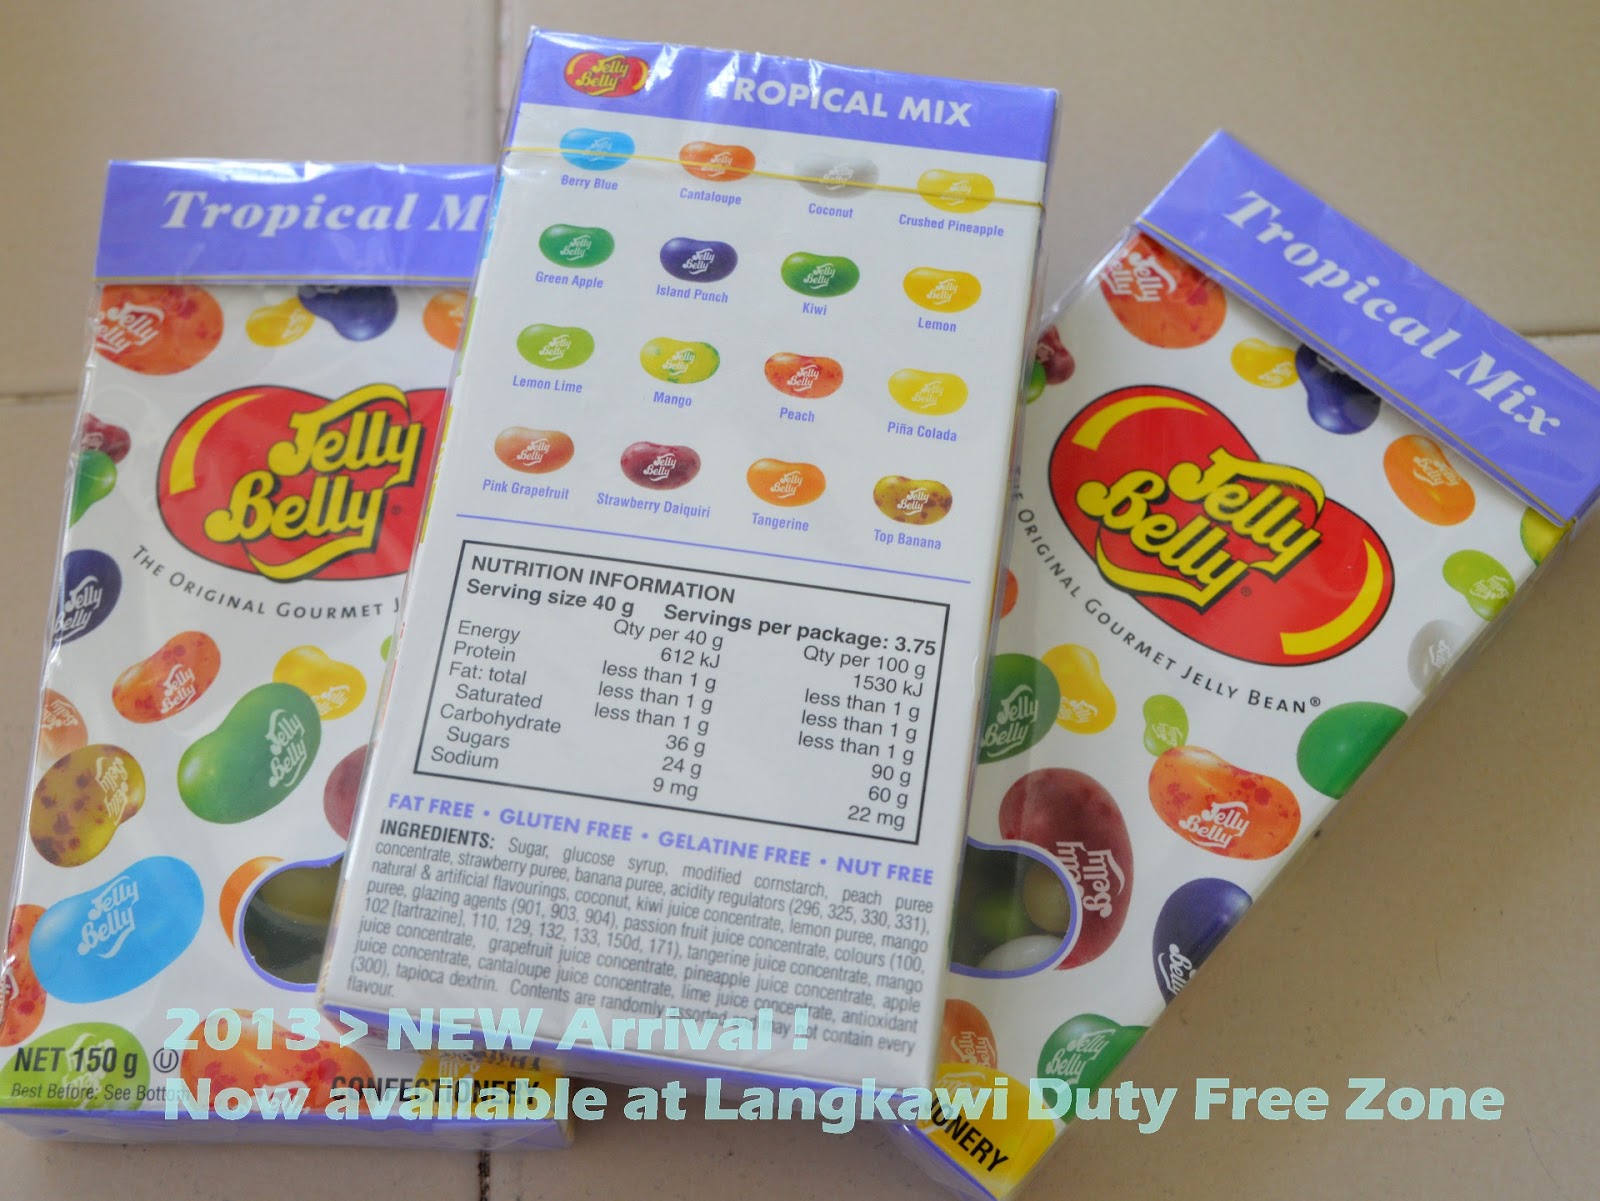 Jelly
Belly
TROPICAL MIX
Berry Blue
Cantaloupe
Coconut
Crushed Pineapple
Green Apple
Island Punch
Kiwi
Lemon
Lemon Lime
Mango
Peach
Piña Colada
Pink Grapefruit
Strawberry Daiquiri
Tangerine
Top Banana
NUTRITION INFORMATION
Serving size 40 g Servings per package: 3.75
Qty per 40 g Qty per 100 g
Energy 612 kJ 1530 kJ
Protein less than 1 g less than 1 g
Fat: total less than 1 g less than 1 g
Saturated less than 1 g less than 1 g
Carbohydrate 36 g 90 g
Sugars 24 g 60 g
Sodium 9 mg 22 mg
FAT FREE • GLUTEN FREE • GELATINE FREE • NUT FREE
INGREDIENTS: Sugar, glucose syrup, modified cornstarch, peach puree
concentrate, strawberry puree, banana puree, acidity regulators (296, 325, 330, 331),
natural & artificial flavourings, coconut, kiwi juice concentrate, lemon puree, mango
puree, glazing agents (901, 903, 904), passion fruit juice concentrate, colours (100,
102 [tartrazine], 110, 129, 132, 133, 150d, 171), tangerine juice concentrate, mango
juice concentrate, grapefruit juice concentrate, pineapple juice concentrate, apple
juice concentrate, cantaloupe juice concentrate, lime juice concentrate, antioxidant
(300), tapioca dextrin. Contents are randomly assorted and may not contain every
flavour.
Tropical M
Jelly
Belly
THE ORIGINAL GOURMET J
NET 150 g U
Best Before: See Bottom
CONFECTIONERY
Tropical Mix
Jelly
Belly®
THE ORIGINAL GOURMET JELLY BEAN®
IONERY
2013 > NEW Arrival !
Now available at Langkawi Duty Free Zone